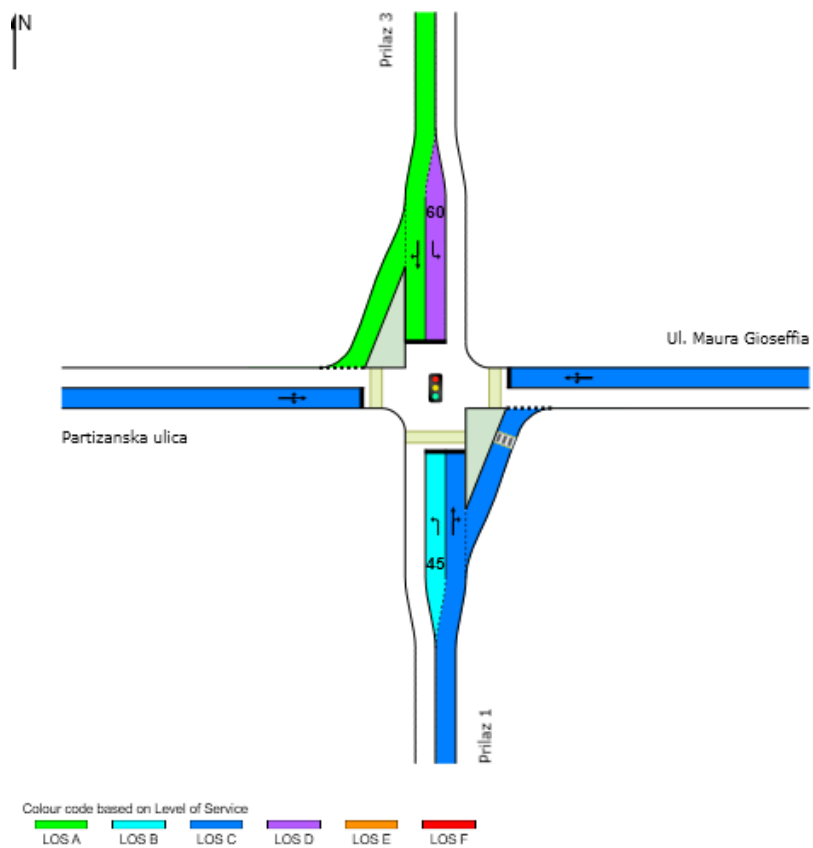 N
Prilaz 3
60
Ul. Maura Gioseffia
Partizanska ulica
45
Prilaz 1
Colour code based on Level of Service
LOS A LOS B LOS C LOS D LOS E LOS F